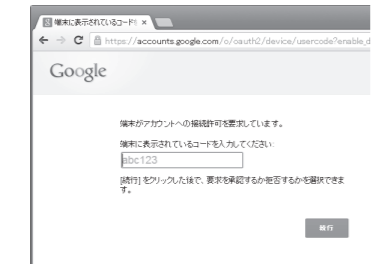 端末に表示されているコードを
https://accounts.google.com/o/oauth2/device/usercode?enable_d
Google
端末がアカウントへの接続許可を要求しています。
端末に表示されているコードを入力してください:
abc123
[続行] をクリックした後で、要求を承認するか拒否するかを選択できま
す。
続行